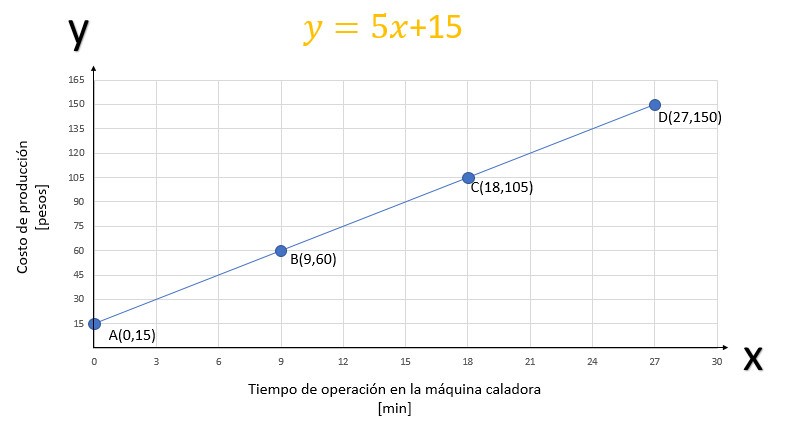 y
y = 5x+15
165
150
135
120
105
90
75
60
45
30
15
Costo de producción
[pesos]
D(27,150)
C(18,105)
B(9,60)
A(0,15)
0 3 6 9 12 15 18 21 24 27 30
x
Tiempo de operación en la máquina caladora
[min]